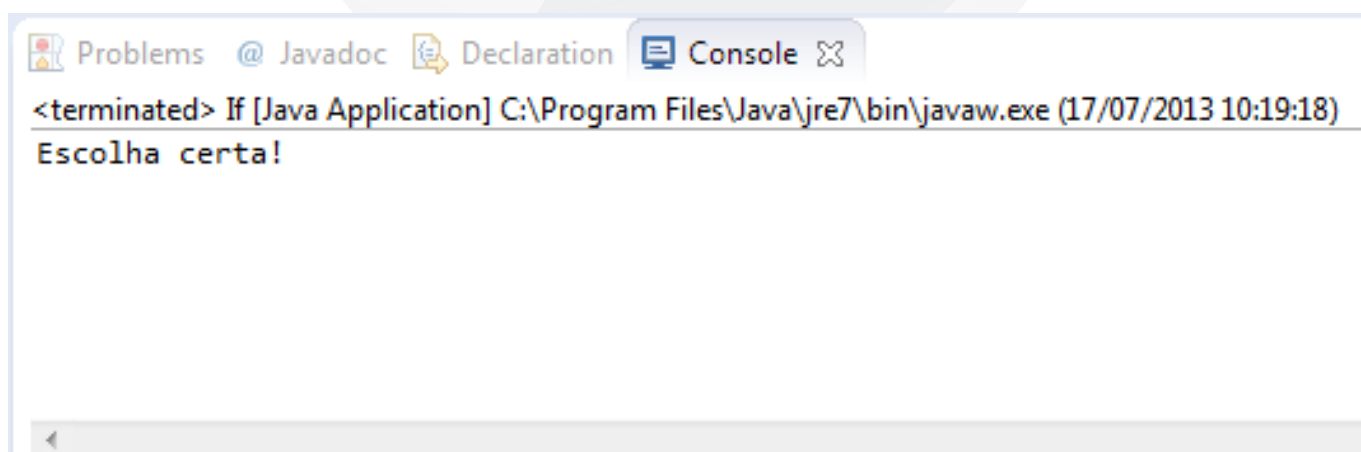 Problems @ Javadoc Declaration Console
<terminated> If [Java Application] C:\Program Files\Java\jre7\bin\javaw.exe (17/07/2013 10:19:18)
Escolha certa!